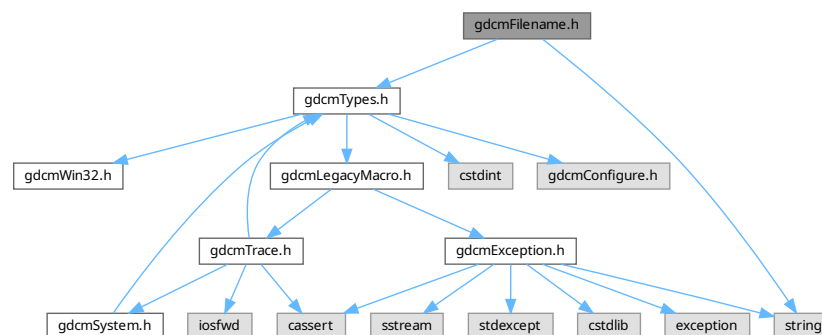 gdcmFilename.h
gdcmTypes.h
gdcmWin32.h
gdcmLegacyMacro.h
cstdint
gdcmConfigure.h
gdcmTrace.h
gdcmException.h
gdcmSystem.h
iosfwd
cassert
sstream
stdexcept
cstdlib
exception
string